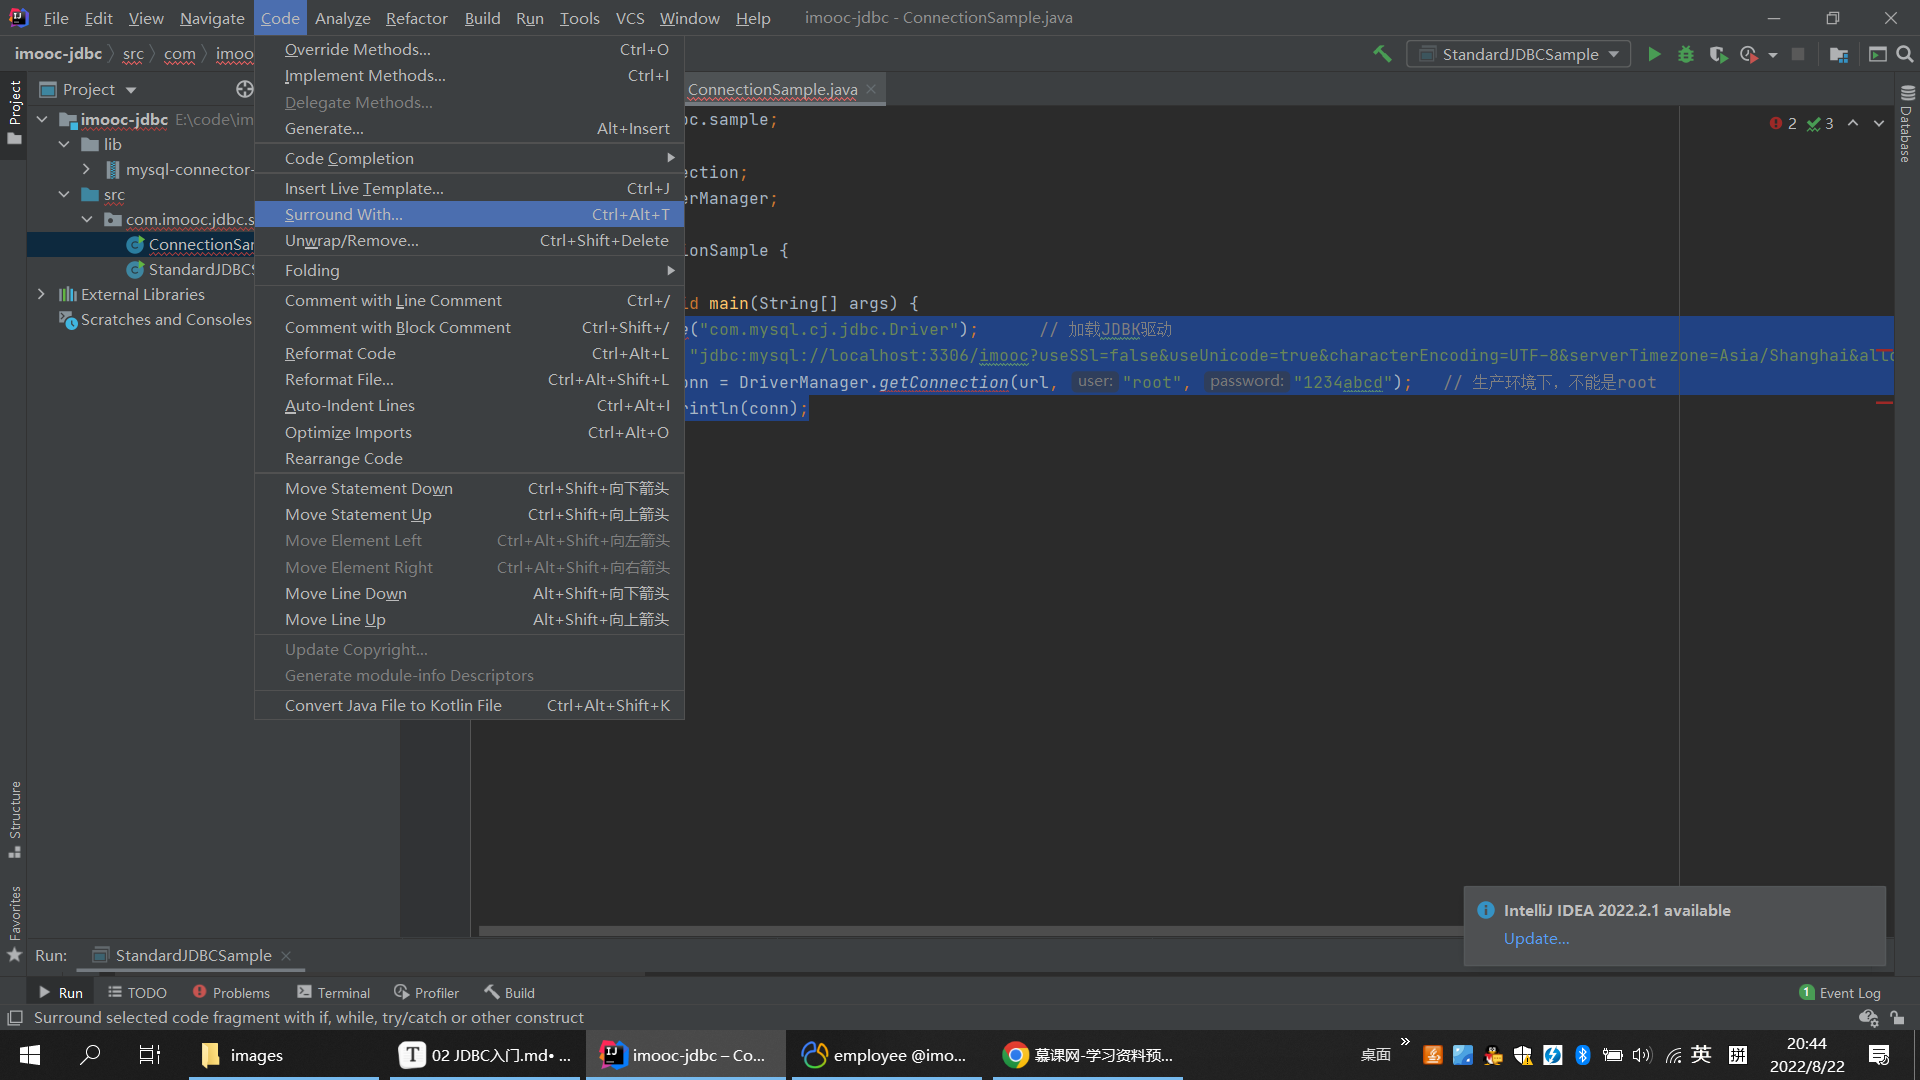 File Edit View Navigate Code Analyze Refactor Build Run Tools VCS Window Help imooc-jdbc - ConnectionSample.java
imooc-jdbc src com imoo
StandardJDBCSample
Project
Project
ConnectionSample.java
imooc-jdbc E:\code\im
lib
mysql-connector-
src
com.imooc.jdbc.s
ConnectionSar
StandardJDBCS
External Libraries
Scratches and Consoles
Override Methods... Ctrl+O
Implement Methods... Ctrl+I
Delegate Methods...
Generate... Alt+Insert
Code Completion
Insert Live Template... Ctrl+J
Surround With... Ctrl+Alt+T
Unwrap/Remove... Ctrl+Shift+Delete
Folding
Comment with Line Comment Ctrl+/
Comment with Block Comment Ctrl+Shift+/
Reformat Code Ctrl+Alt+L
Reformat File... Ctrl+Alt+Shift+L
Auto-Indent Lines Ctrl+Alt+I
Optimize Imports Ctrl+Alt+O
Rearrange Code
Move Statement Down Ctrl+Shift+向下箭头
Move Statement Up Ctrl+Shift+向上箭头
Move Element Left Ctrl+Alt+Shift+向左箭头
Move Element Right Ctrl+Alt+Shift+向右箭头
Move Line Down Alt+Shift+向下箭头
Move Line Up Alt+Shift+向上箭头
Update Copyright...
Generate module-info Descriptors
Convert Java File to Kotlin File Ctrl+Alt+Shift+K
c.sample;
2 3
ection;
erManager;
onSample {
d main(String[] args) {
e("com.mysql.cj.jdbc.Driver"); // 加载JDBK驱动
"jdbc:mysql://localhost:3306/imooc?useSSl=false&useUnicode=true&characterEncoding=UTF-8&serverTimezone=Asia/Shanghai&allo
onn = DriverManager.getConnection(url, user: "root", password: "1234abcd"); // 生产环境下，不能是root
rintln(conn);
Database
Structure
Favorites
IntelliJ IDEA 2022.2.1 available
Update...
Run: StandardJDBCSample
Run TODO Problems Terminal Profiler Build 1 Event Log
Surround selected code fragment with if, while, try/catch or other construct
images
02 JDBC入门.md• ...
imooc-jdbc – Co...
employee @imo...
慕课网-学习资料预...
桌面
英
拼
20:44
2022/8/22